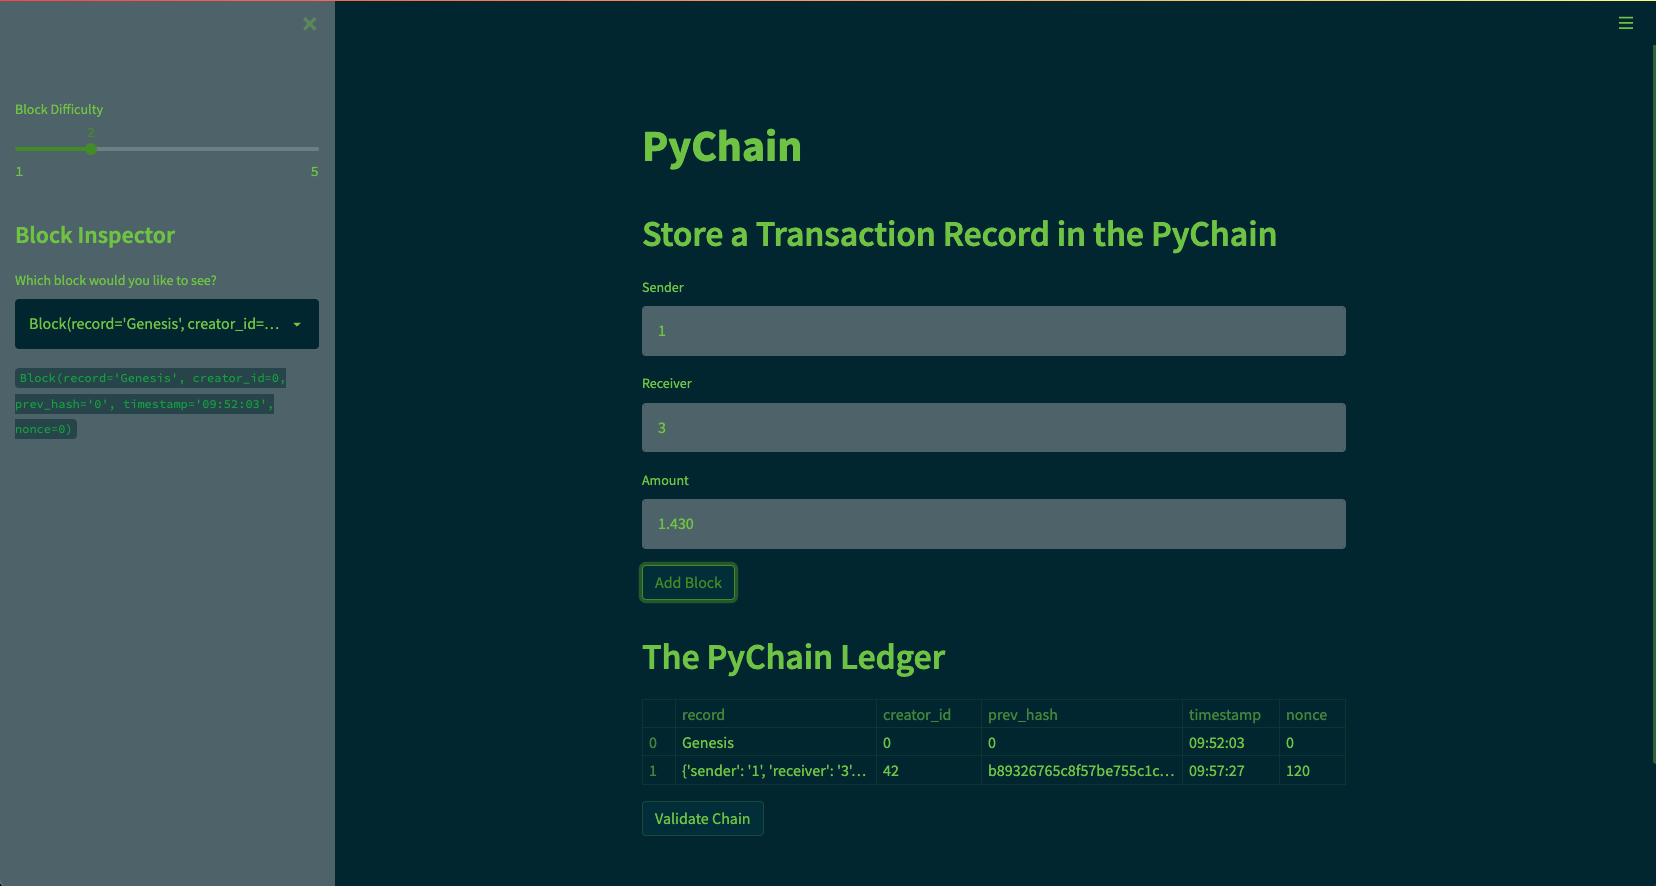 Block Difficulty
2
1 5
Block Inspector
Which block would you like to see?
Block(record='Genesis', creator_id=...
Block(record='Genesis', creator_id=0,
prev_hash='0', timestamp='09:52:03',
nonce=0)
PyChain
Store a Transaction Record in the PyChain
Sender
1
Receiver
3
Amount
1.430
Add Block
The PyChain Ledger
record creator_id prev_hash timestamp nonce
0 Genesis 0 0 09:52:03 0
1 {'sender': '1', 'receiver': '3'... 42 b89326765c8f57be755c1c... 09:57:27 120
Validate Chain